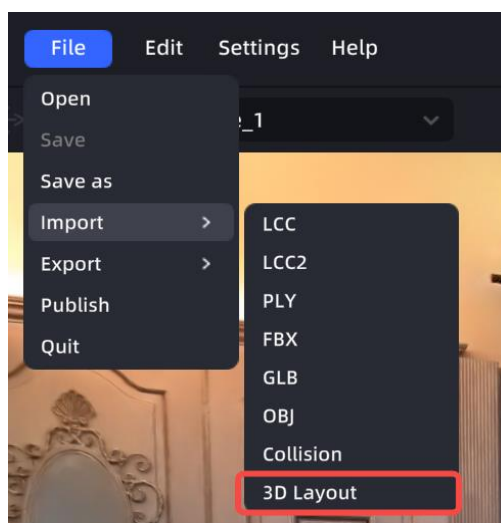 File Edit Settings Help
e_1
Open
Save
Save as
Import >
Export >
Publish
Quit
LCC
LCC2
PLY
FBX
GLB
OBJ
Collision
3D Layout